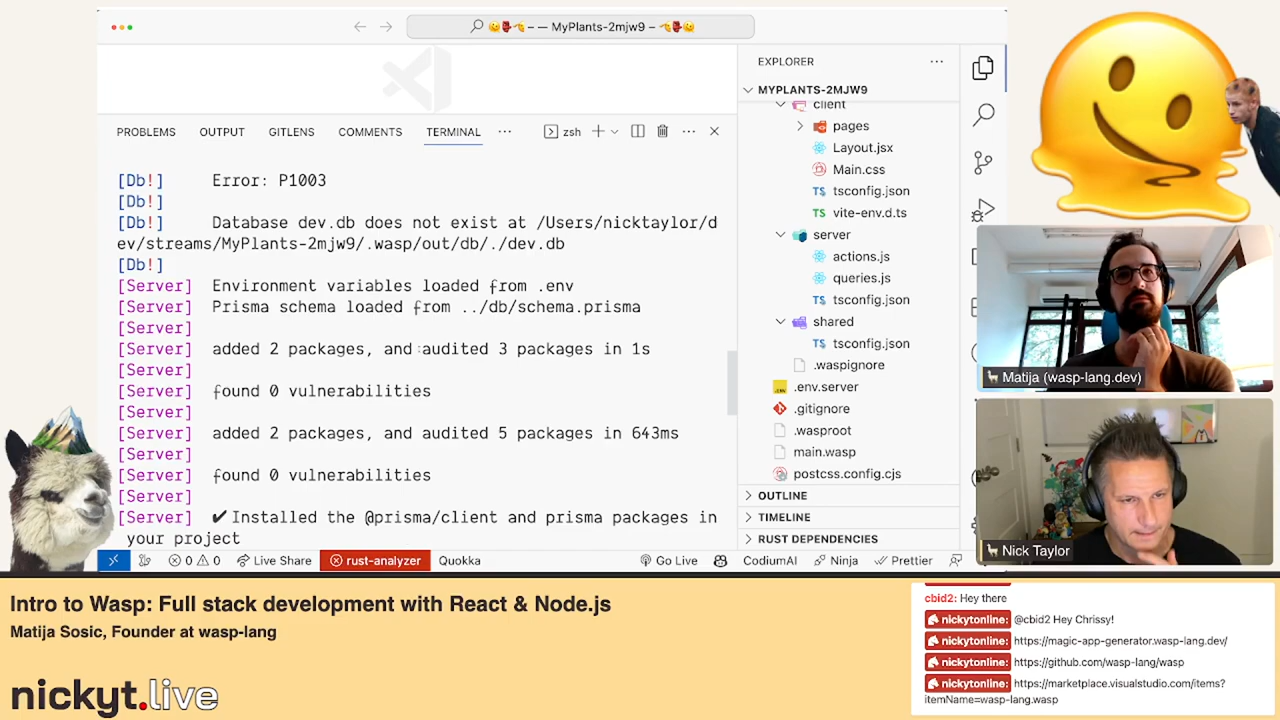 MyPlants-2mjw9
EXPLORER
MYPLANTS-2MJW9
client
pages
Layout.jsx
Main.css
TS tsconfig.json
TS vite-env.d.ts
server
actions.js
queries.js
TS tsconfig.json
shared
TS tsconfig.json
.waspignore
.env.server
.gitignore
.wasproot
main.wasp
postcss.config.cjs
OUTLINE
TIMELINE
RUST DEPENDENCIES
PROBLEMS OUTPUT GITLENS COMMENTS TERMINAL zsh
[Db!] Error: P1003
[Db!]
[Db!] Database dev.db does not exist at /Users/nicktaylor/d
ev/streams/MyPlants-2mjw9/.wasp/out/db/./dev.db
[Db!]
[Server] Environment variables loaded from .env
[Server] Prisma schema loaded from ../db/schema.prisma
[Server]
[Server] added 2 packages, and audited 3 packages in 1s
[Server]
[Server] found 0 vulnerabilities
[Server]
[Server] added 2 packages, and audited 5 packages in 643ms
[Server]
[Server] found 0 vulnerabilities
[Server]
[Server] ✔ Installed the @prisma/client and prisma packages in
your project
0 0 Live Share rust-analyzer Quokka Go Live CodiumAI Ninja Prettier
Matija (wasp-lang.dev)
Nick Taylor
Intro to Wasp: Full stack development with React & Node.js
Matija Sosic, Founder at wasp-lang
nickyt.live
cbid2: Hey there
nickytonline: @cbid2 Hey Chrissy!
nickytonline: https://magic-app-generator.wasp-lang.dev/
nickytonline: https://github.com/wasp-lang/wasp
nickytonline: https://marketplace.visualstudio.com/items?
itemName=wasp-lang.wasp